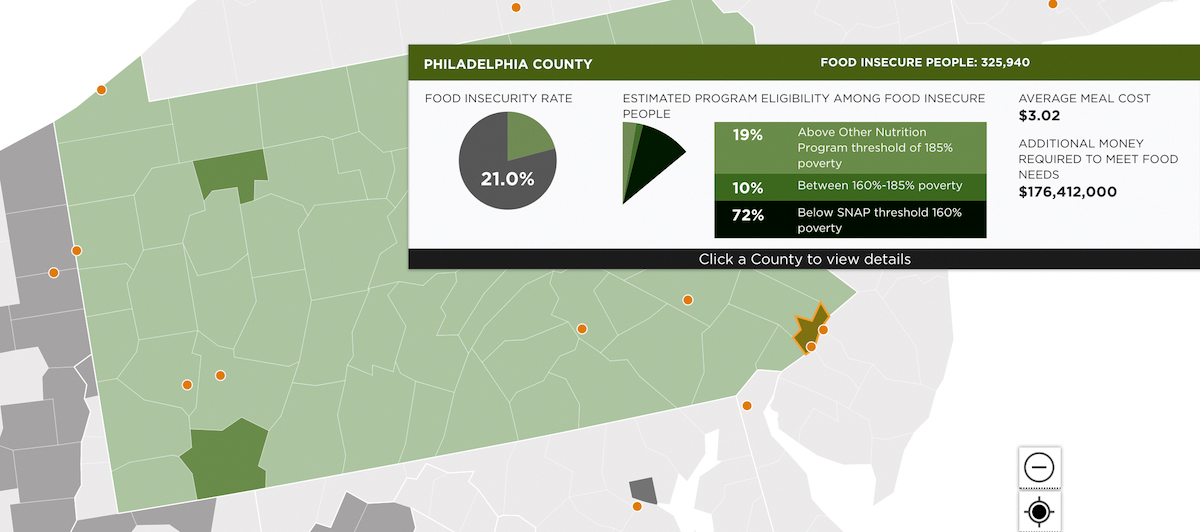 PHILADELPHIA COUNTY
FOOD INSECURE PEOPLE: 325,940
FOOD INSECURITY RATE
21.0%
ESTIMATED PROGRAM ELIGIBILITY AMONG FOOD INSECURE
PEOPLE
19%
Above Other Nutrition
Program threshold of 185%
poverty
10%
Between 160%-185% poverty
72%
Below SNAP threshold 160%
poverty
AVERAGE MEAL COST
$3.02
ADDITIONAL MONEY
REQUIRED TO MEET FOOD
NEEDS
$176,412,000
Click a County to view details